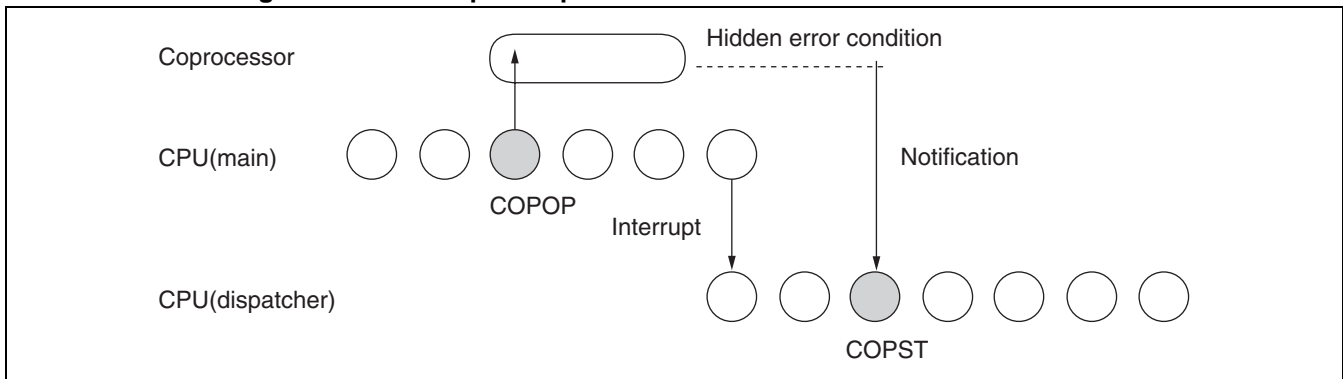 Coprocessor
Hidden error condition
CPU(main)
Notification
COPOP
Interrupt
CPU(dispatcher)
COPST